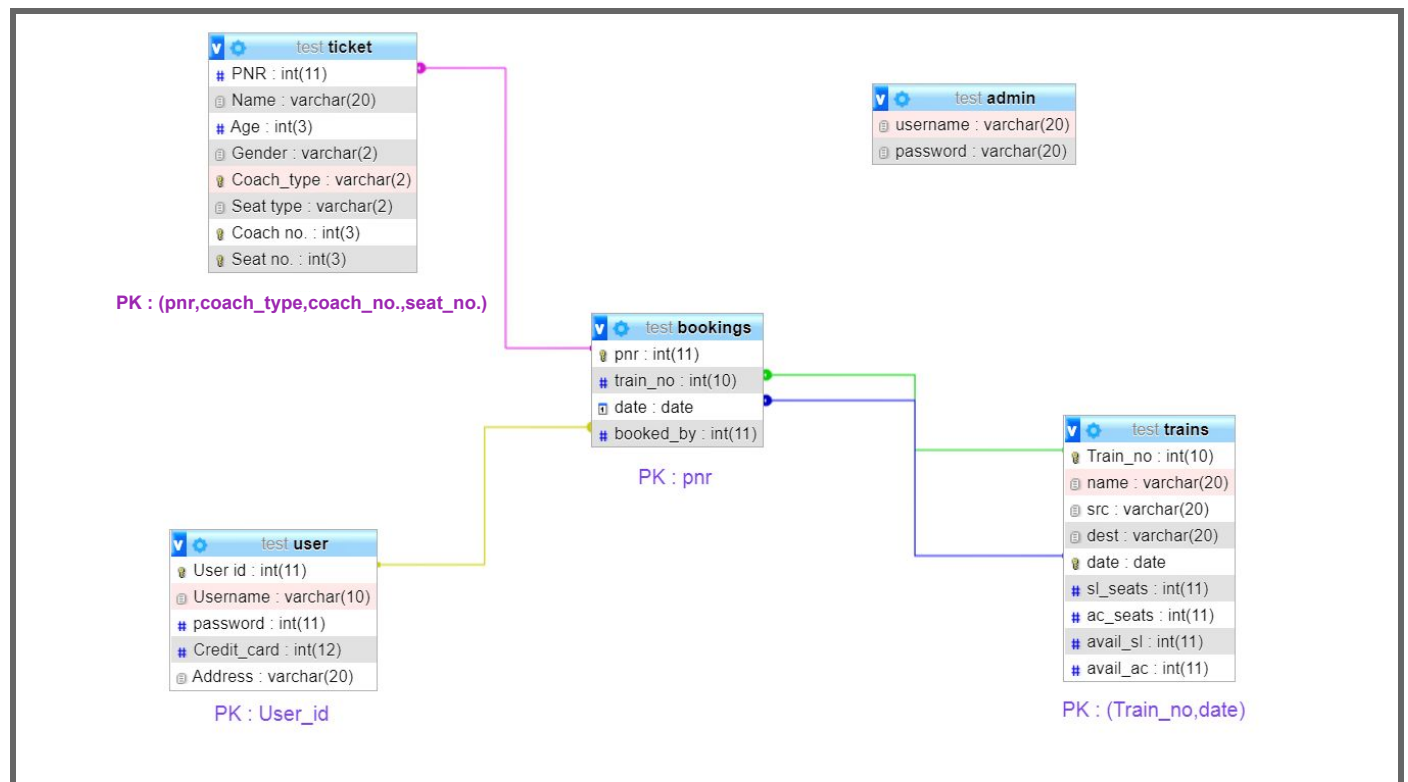 test ticket
PNR : int(11)
Name : varchar(20)
Age : int(3)
Gender : varchar(2)
Coach_type : varchar(2)
Seat type : varchar(2)
Coach no. : int(3)
Seat no. : int(3)
PK : (pnr,coach_type,coach_no.,seat_no.)
test admin
username : varchar(20)
password : varchar(20)
test bookings
pnr : int(11)
train_no : int(10)
date : date
booked_by : int(11)
PK : pnr
test trains
Train_no : int(10)
name : varchar(20)
src : varchar(20)
dest : varchar(20)
date : date
sl_seats : int(11)
ac_seats : int(11)
avail_sl : int(11)
avail_ac : int(11)
PK : (Train_no,date)
test user
User id : int(11)
Username : varchar(10)
password : int(11)
Credit_card : int(12)
Address : varchar(20)
PK : User_id